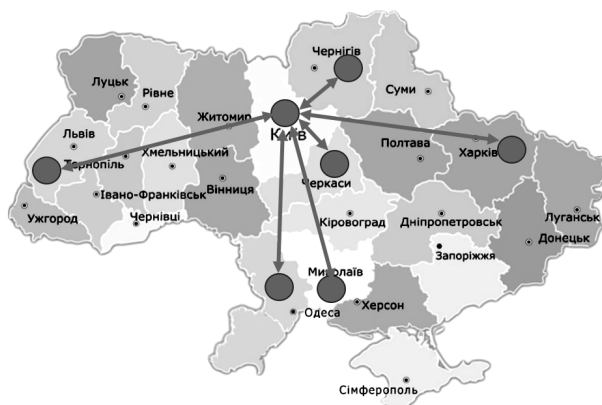 Чернігів
Луцьк
Рівне
Суми
Житомир
Київ
Львів
Тернопіль
Хмельницький
Полтава
Харків
Вінниця
Черкаси
Івано-Франківськ
Ужгород
Чернівці
Кіровоград
Дніпропетровськ
Луганськ
Донецьк
Запоріжжя
Миколаїв
Херсон
Одеса
Сімферополь